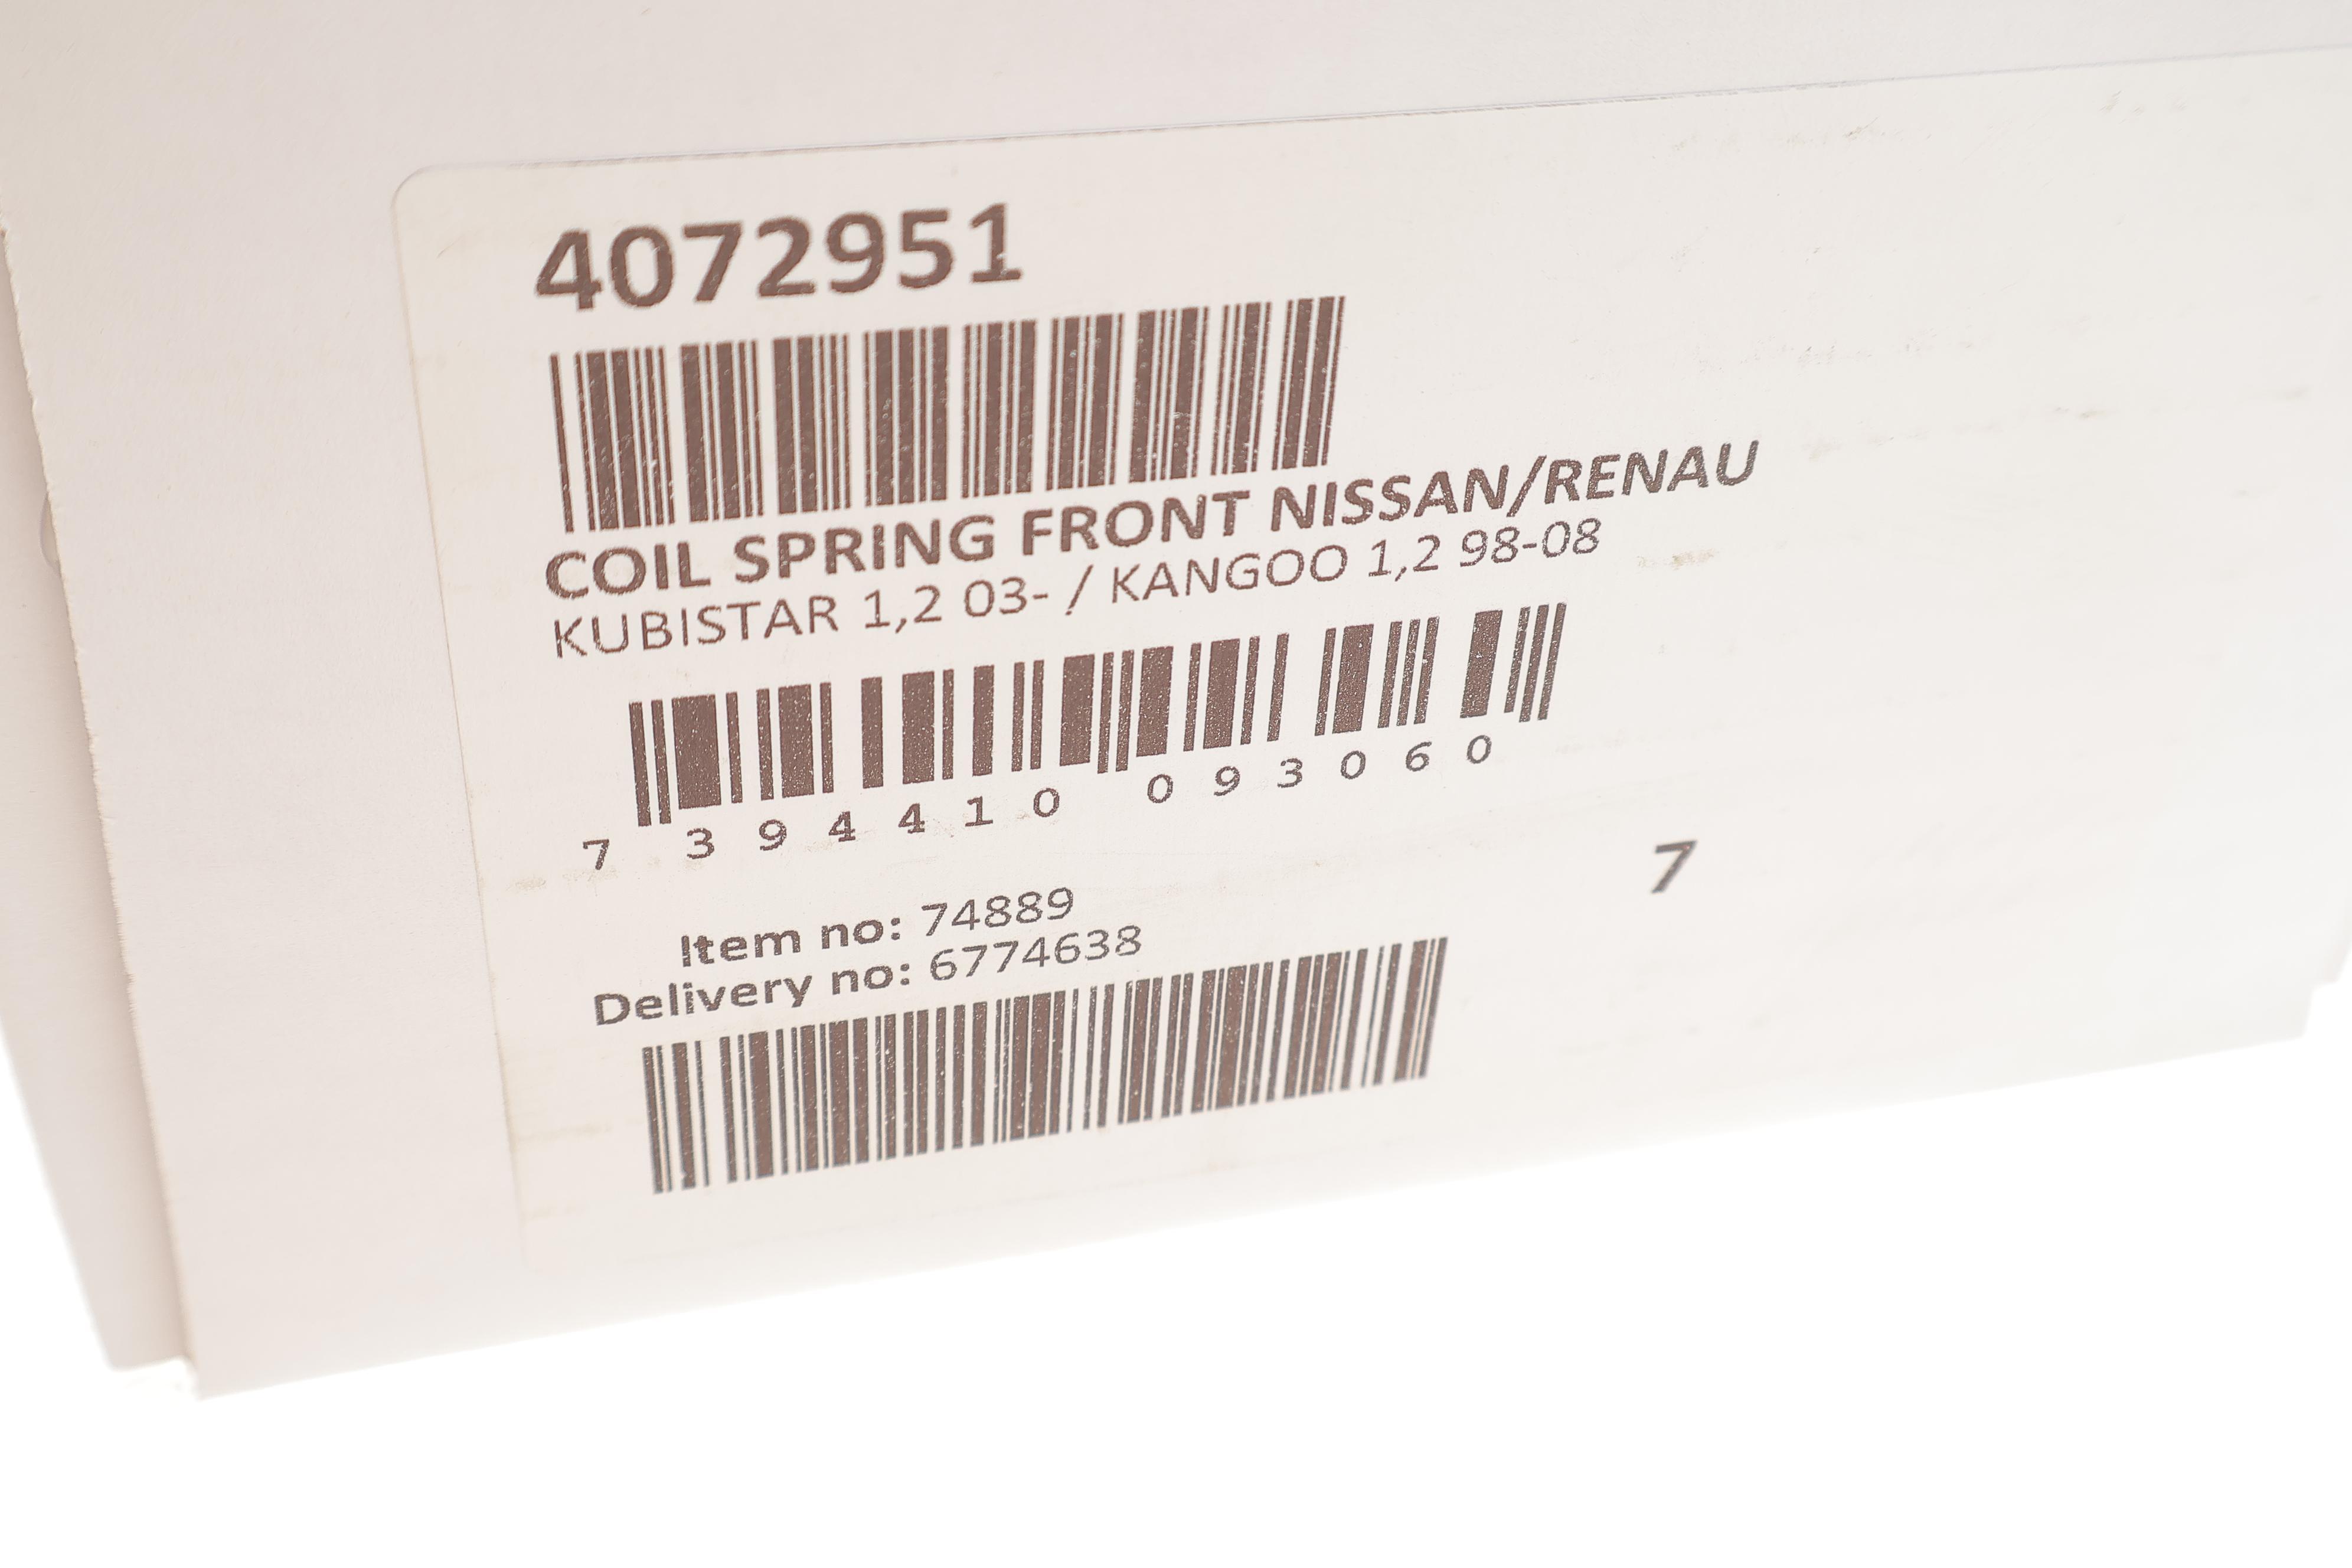 4072951
COIL SPRING FRONT NISSAN/RENAU
KUBISTAR 1,2 03- / KANGOO 1,2 98-08
7 394410 093060
7
Item no: 74889
Delivery no: 6774638